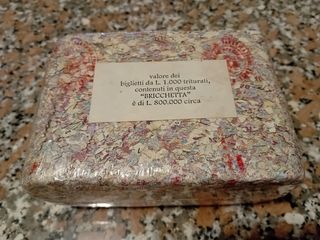 valore dei
biglietti da L. 1.000 triturati,
contenuti in questa
"BRICCHETTA"
è di L. 800.000 circa